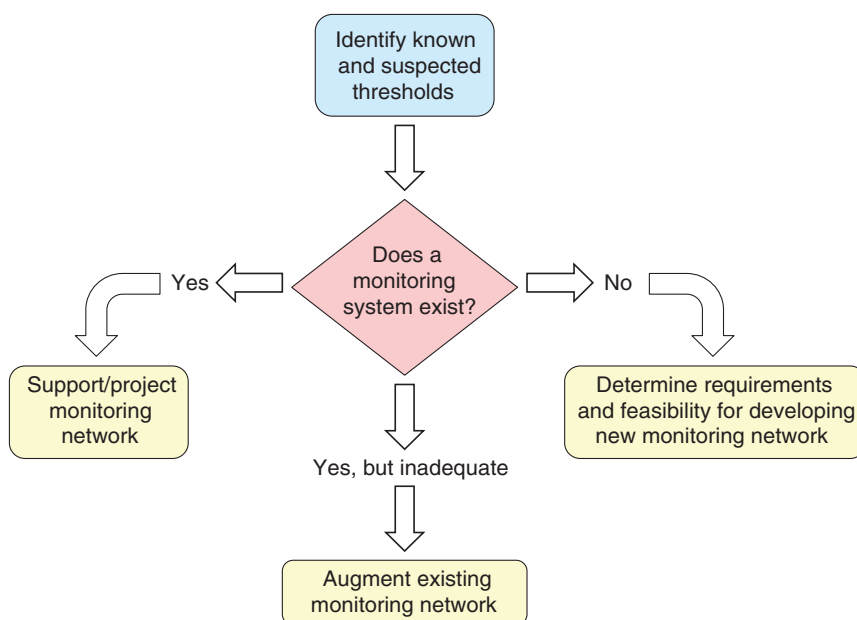 Identify known
and suspected
thresholds
Does a
monitoring
system exist?
Yes
No
Support/project
monitoring
network
Determine requirements
and feasibility for developing
new monitoring network
Yes, but inadequate
Augment existing
monitoring network